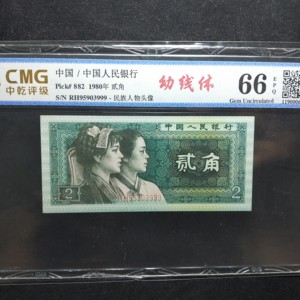 CMG
中乾评级
中国 / 中国人民银行
Pick# 882 1980年 贰角
S/N RH95903999 - 民族人物头像
幼线体
66 EPQ
Gem Uncirculated
中国人民银行
贰角
2
2